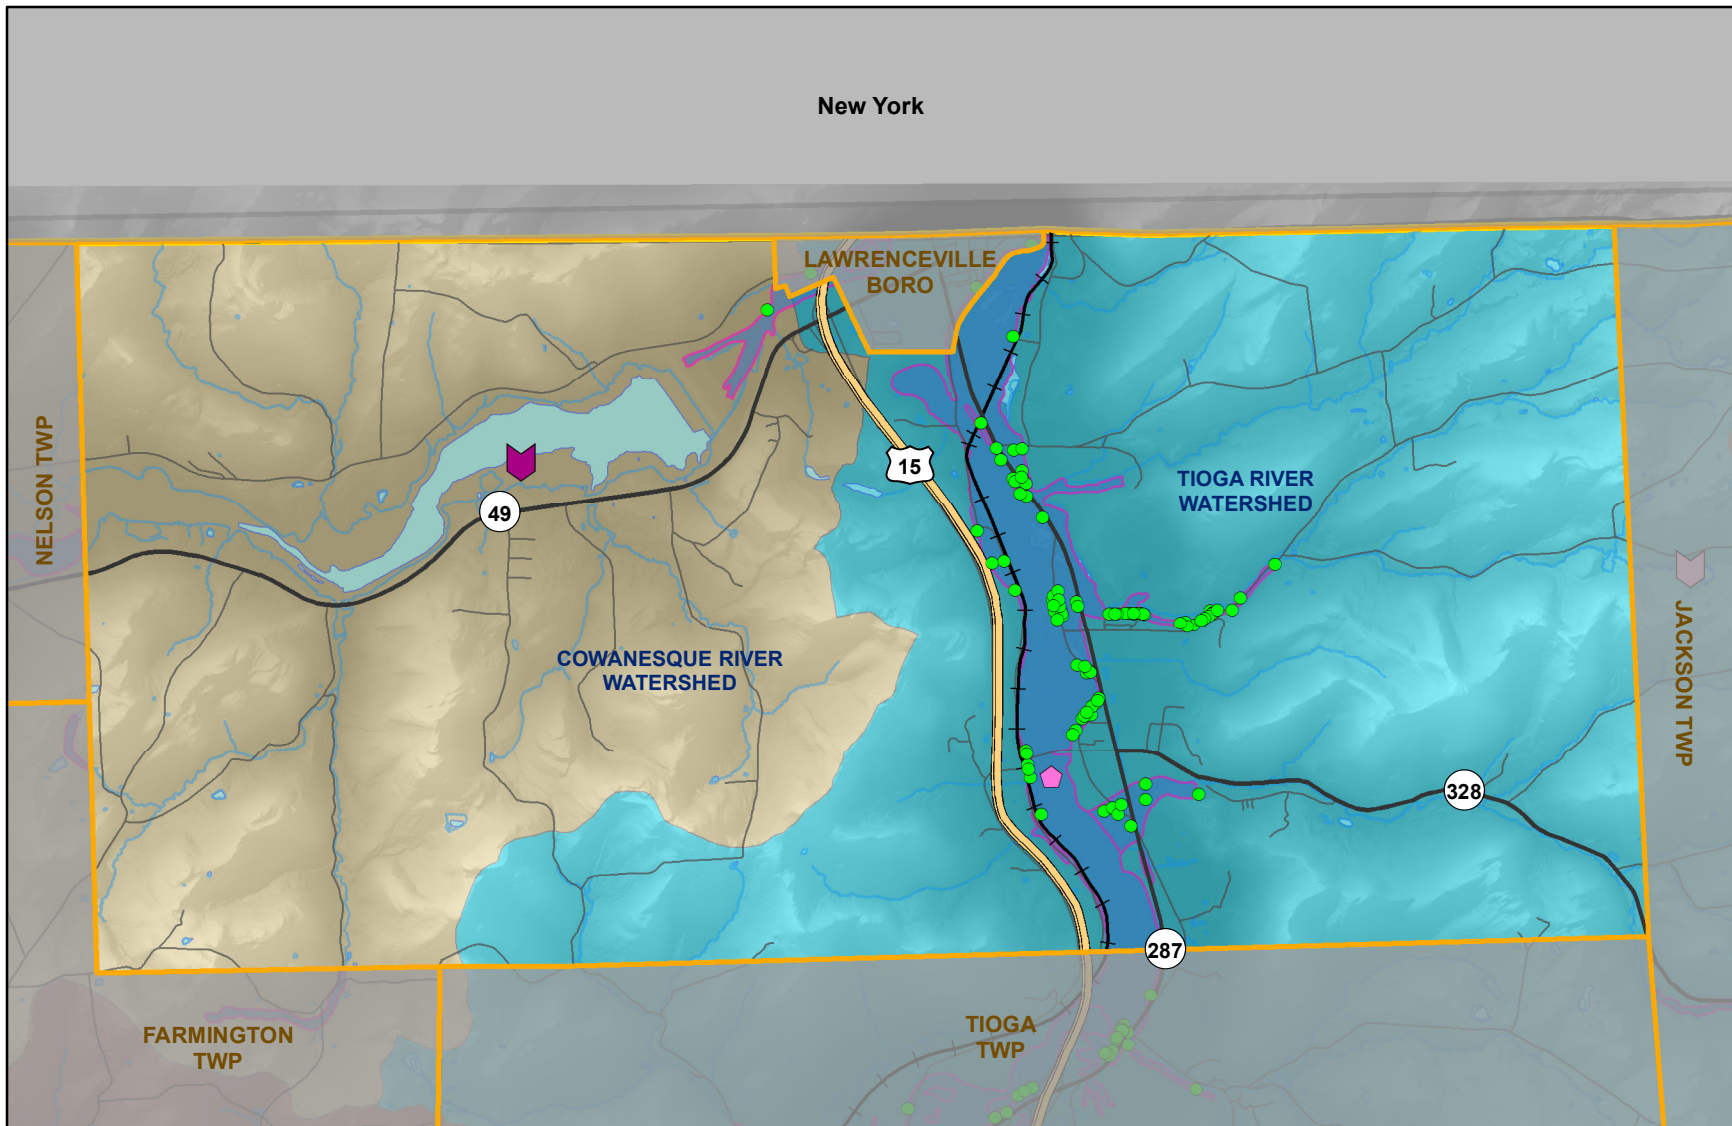 New York
LAWRENCEVILLE
BORO
NELSON TWP
15
49
TIOGA RIVER
WATERSHED
COWANESQUE RIVER
WATERSHED
JACKSON TWP
328
287
FARMINGTON
TWP
TIOGA
TWP